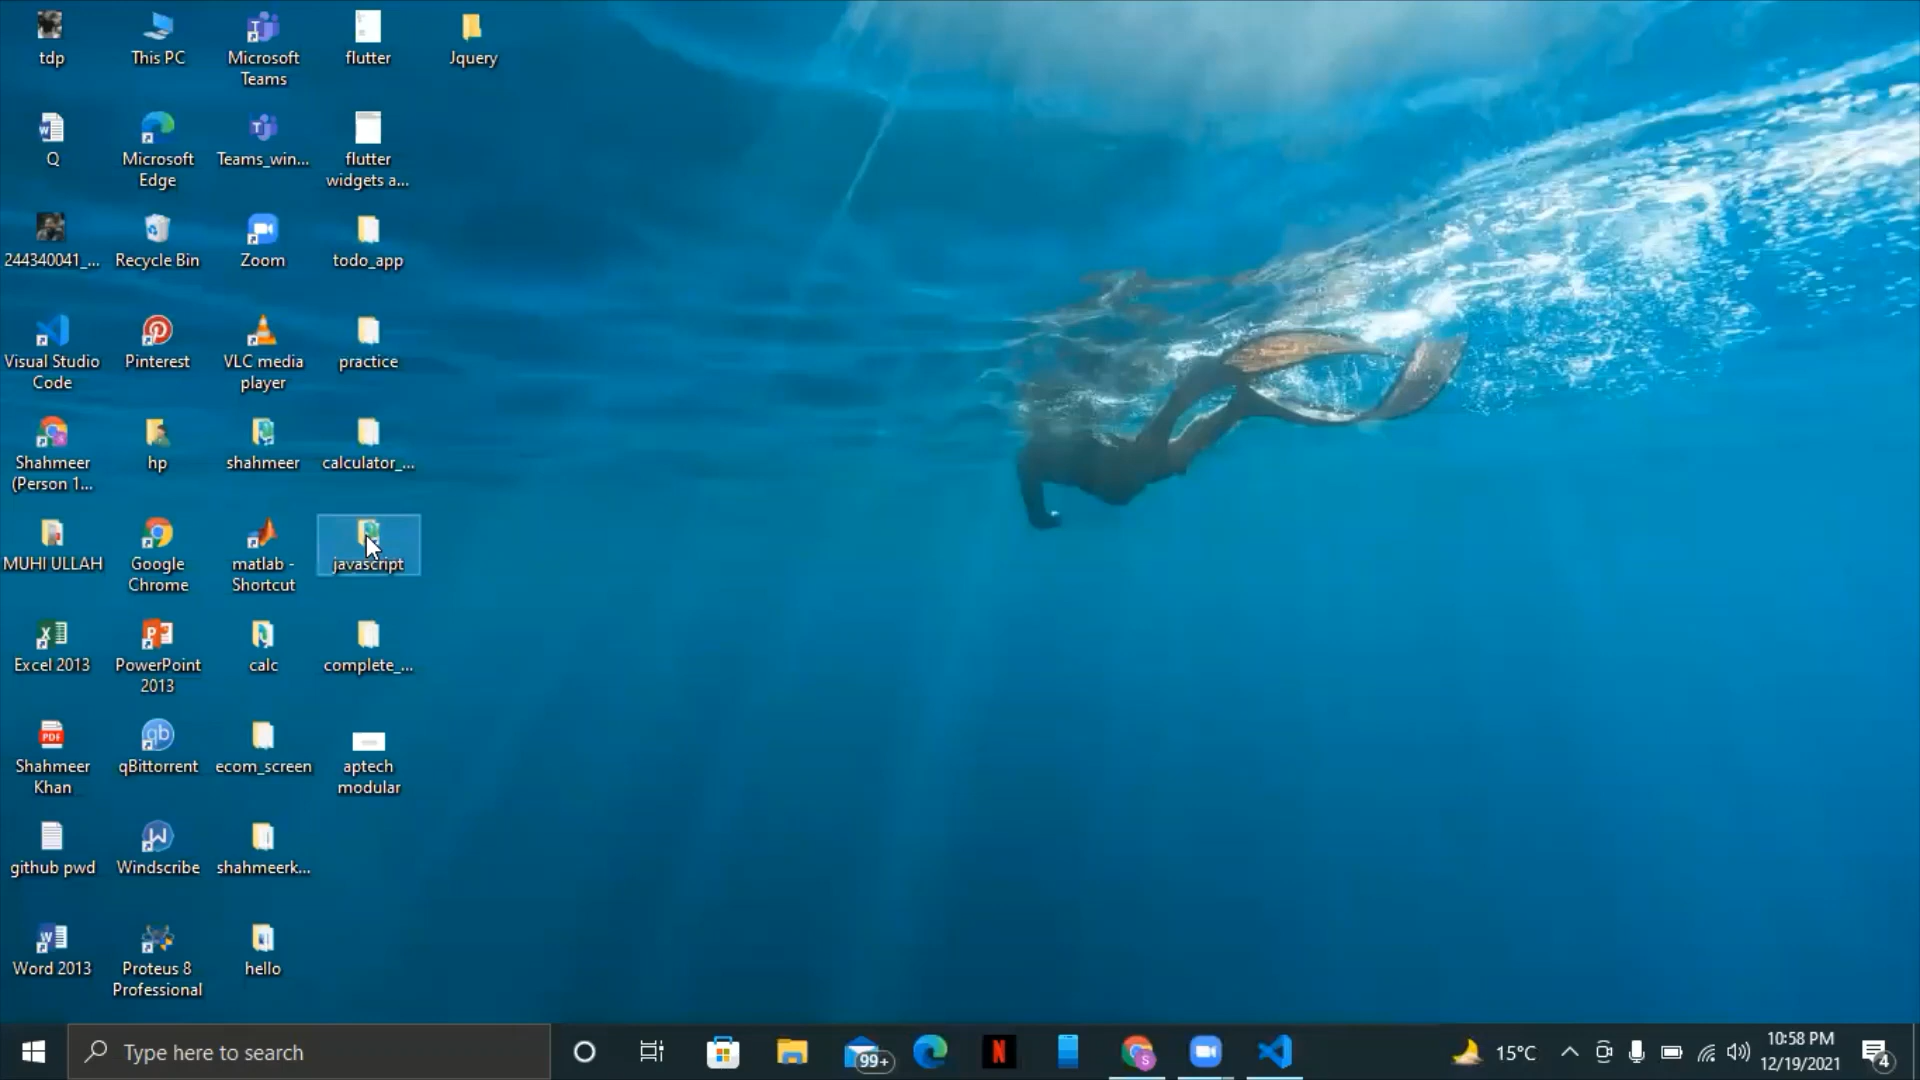 tdp
This PC
Microsoft
Teams
flutter
Jquery
Q
Microsoft
Edge
Teams_win...
flutter
widgets a...
244340041_...
Recycle Bin
Zoom
todo_app
Visual Studio
Code
Pinterest
VLC media
player
practice
Shahmeer
(Person 1...
hp
shahmeer
calculator_...
MUHI ULLAH
Google
Chrome
matlab -
Shortcut
javascript
Excel 2013
PowerPoint
2013
calc
complete_...
Shahmeer
Khan
qBittorrent
ecom_screen
aptech
modular
github pwd
Windscribe
shahmeerk...
Word 2013
Proteus 8
Professional
hello
Type here to search
99+
15°C
10:58 PM
12/19/2021
4